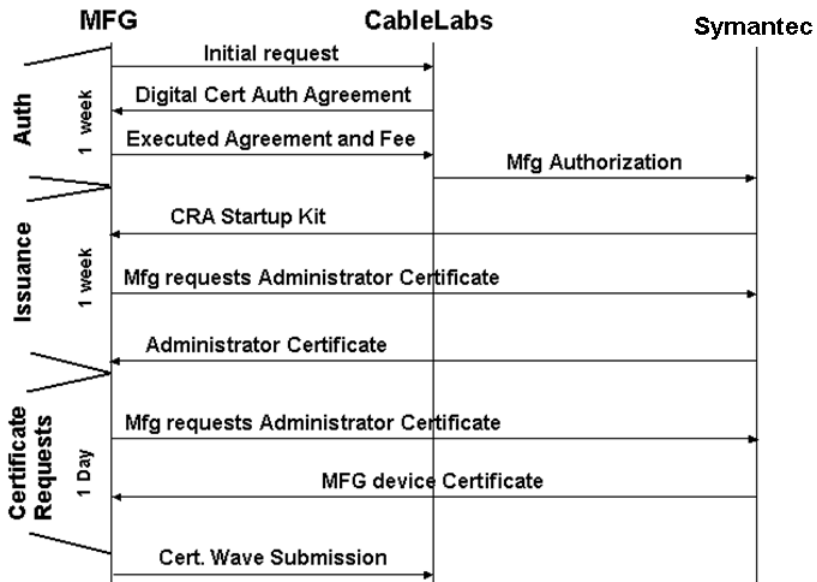 MFG
CableLabs
Symantec
Initial request
Digital Cert Auth Agreement
Executed Agreement and Fee
Mfg Authorization
Auth
1 week
CRA Startup Kit
Mfg requests Administrator Certificate
Administrator Certificate
Issuance
1 week
Mfg requests Administrator Certificate
MFG device Certificate
Certificate
Requests
1 Day
Cert. Wave Submission